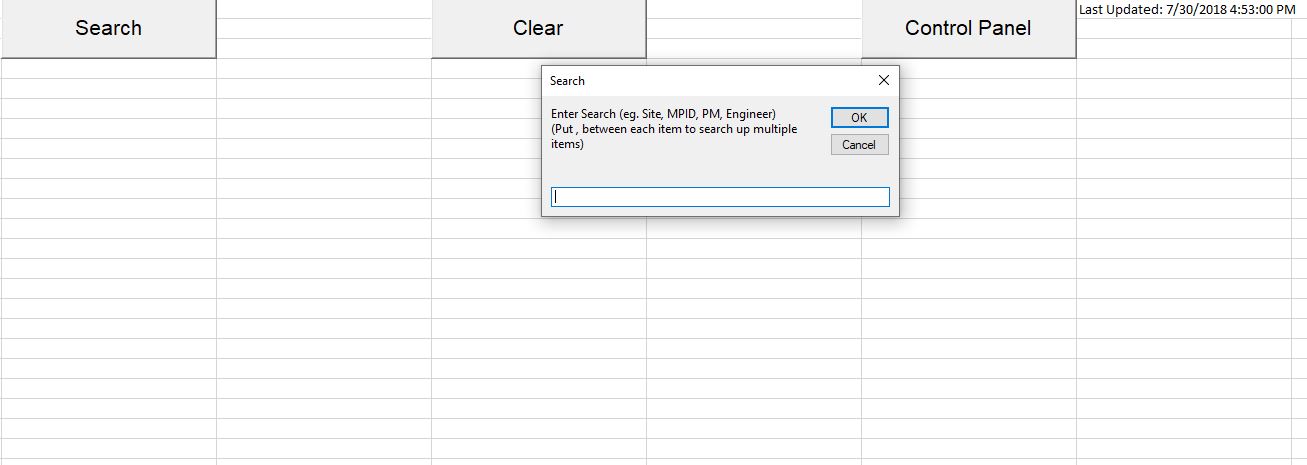 Search
Clear
Control Panel
Last Updated: 7/30/2018 4:53:00 PM
Search
Enter Search (eg. Site, MPID, PM, Engineer)
(Put , between each item to search up multiple
items)
OK
Cancel